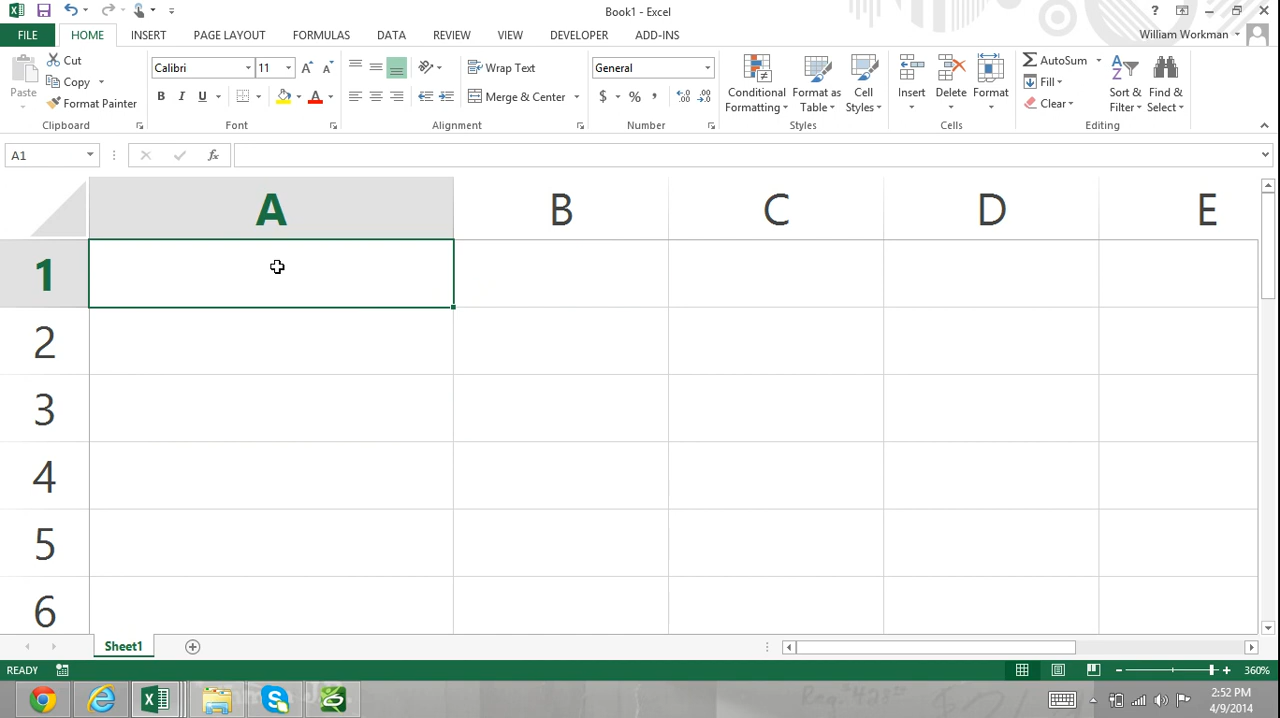 Book1 - Excel
?
FILE HOME INSERT PAGE LAYOUT FORMULAS DATA REVIEW VIEW DEVELOPER ADD-INS William Workman
Cut
Copy
Format Painter
Paste
Clipboard
Calibri 11
B I U A
Font
Wrap Text
Merge & Center
Alignment
General
$ % ,
Number
Conditional Formatting
Format as Table
Cell Styles
Styles
Insert Delete Format
Cells
AutoSum
Fill
Clear
Sort & Filter
Find & Select
Editing
A1 fx
A B C D E
1
2
3
4
5
6
Sheet1
READY 360%
2:52 PM
4/9/2014